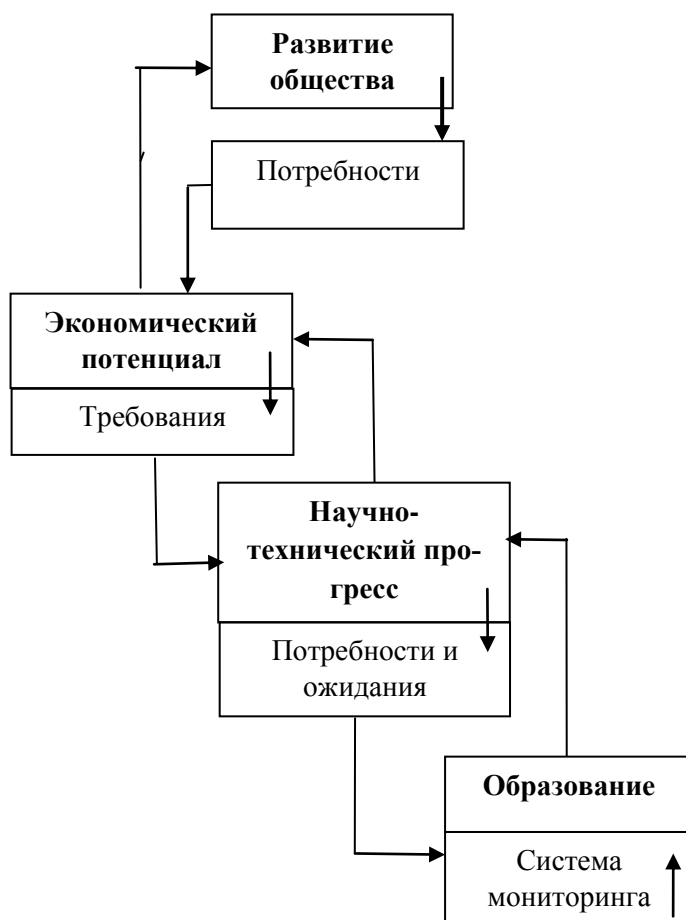 Развитие
общества
Потребности
Экономический
потенциал
Требования
Научно-
технический про-
гресс
Потребности и
ожидания
Образование
Система
мониторинга